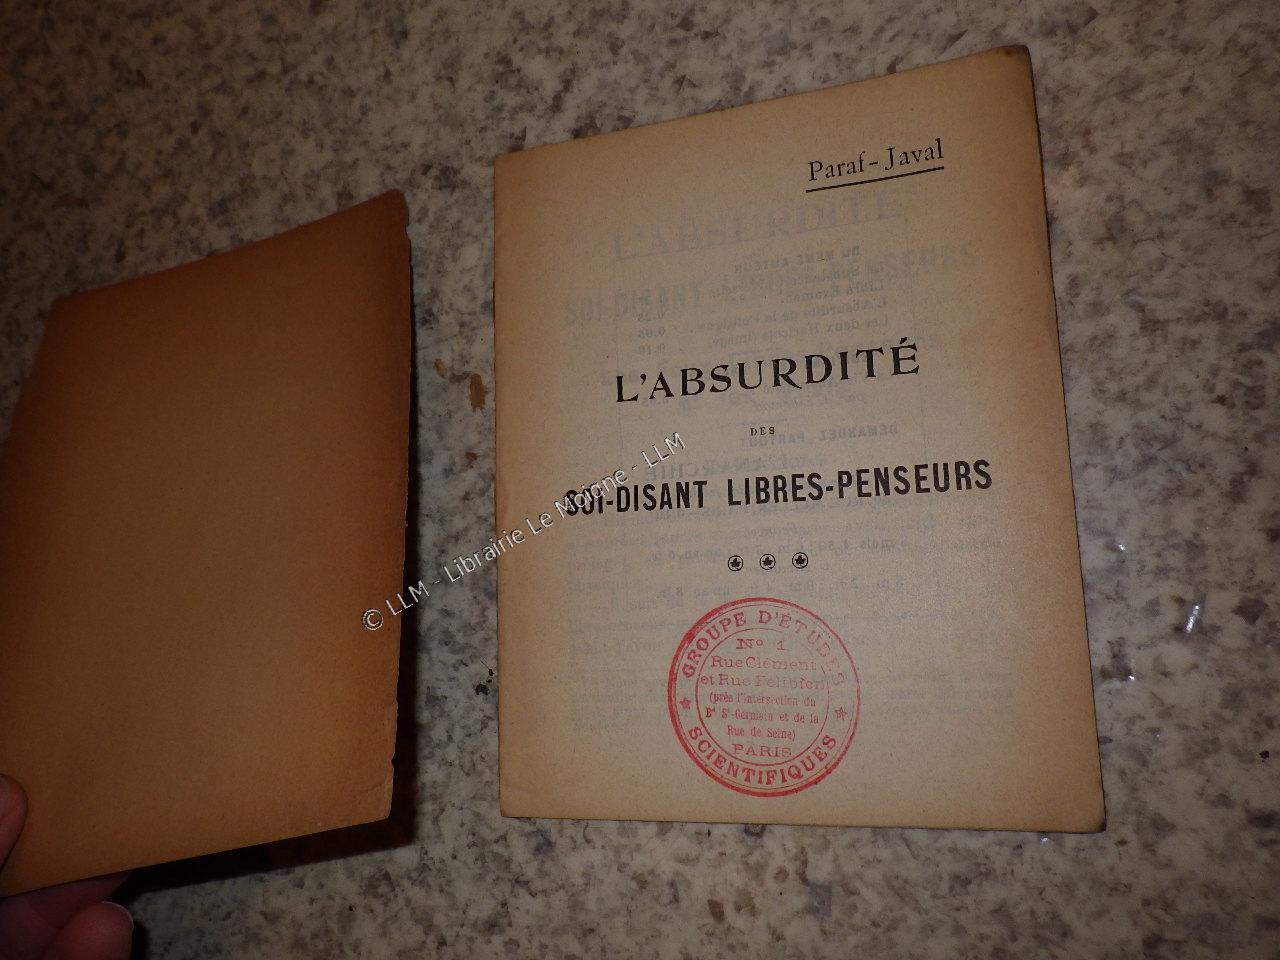 Paraf-Javal
L'ABSURDITÉ
DES
SOI-DISANT LIBRES-PENSEURS
GROUPE D'ÉTUDES
Nº 1
Rue Clément
et Rue Félibien
(près l'intersection du
Bd St-Germain et de la
Rue de Seine)
PARIS
SCIENTIFIQUES
© LLM - Librairie Le Moigne - LLM